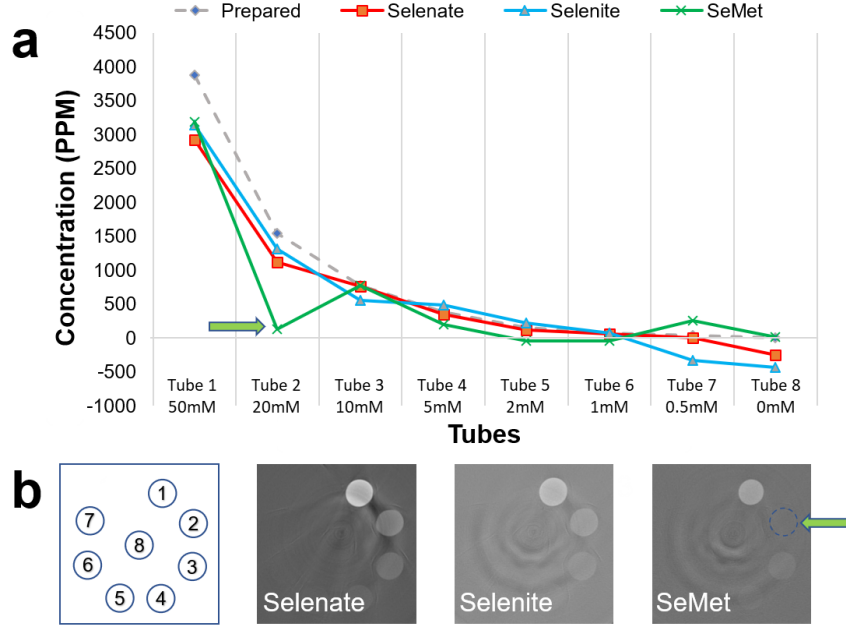 Prepared Selenate Selenite SeMet
a
Concentration (PPM)
4500
4000
3500
3000
2500
2000
1500
1000
500
0
-500
-1000
Tube 1 Tube 2 Tube 3 Tube 4 Tube 5 Tube 6 Tube 7 Tube 8
50mM 20mM 10mM 5mM 2mM 1mM 0.5mM 0mM
Tubes
b
1
7 2
8
6 3
5 4
Selenate Selenite SeMet